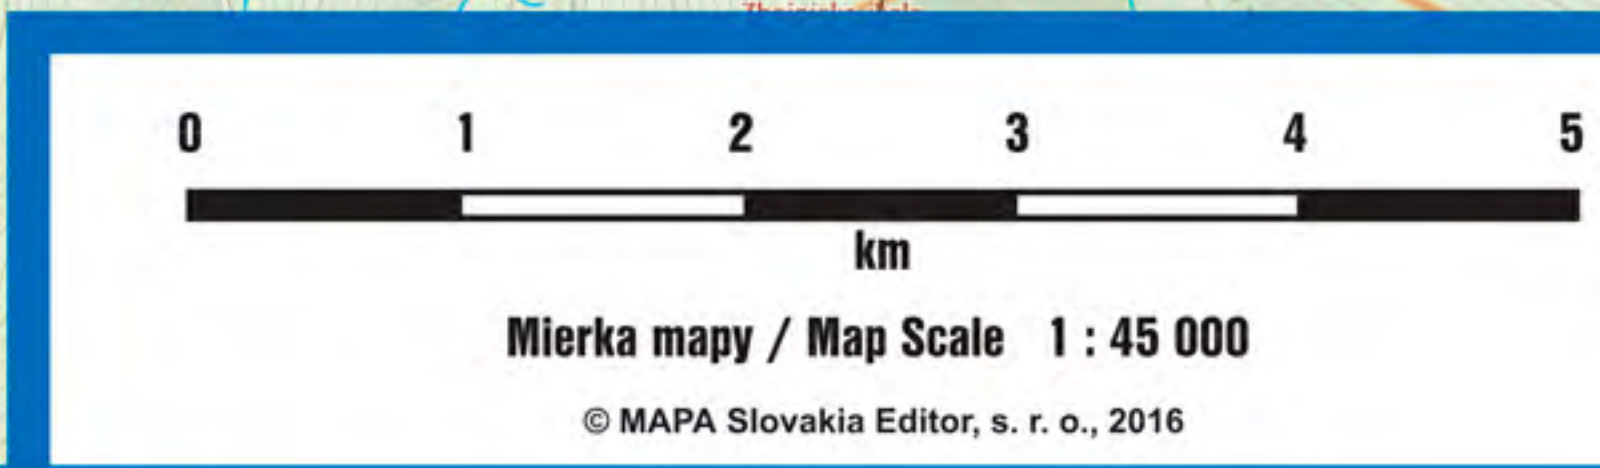 0 1 2 3 4 5
km
Mierka mapy / Map Scale 1 : 45 000
© MAPA Slovakia Editor, s. r. o., 2016